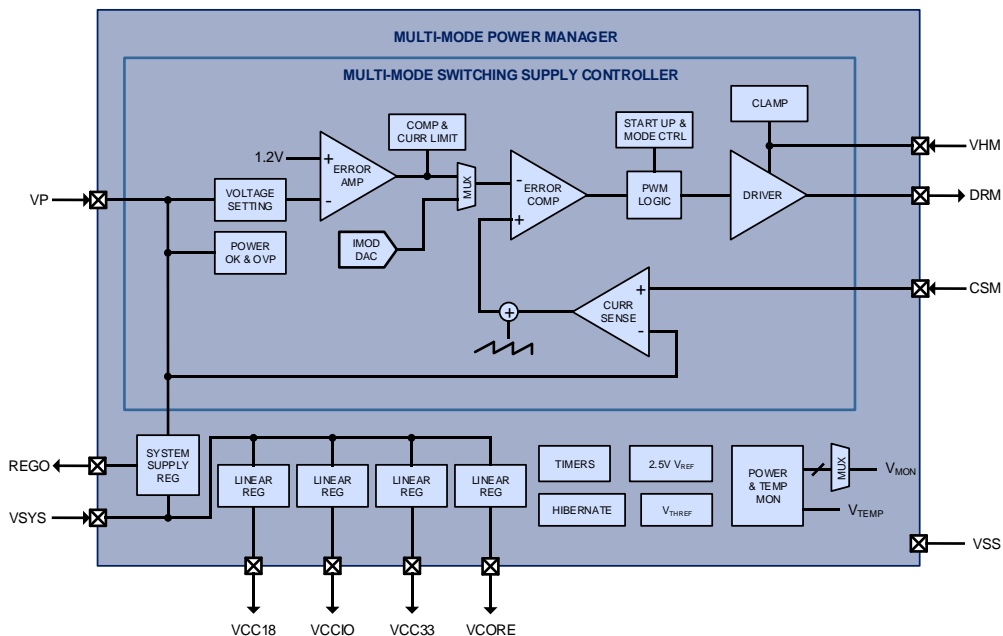 MULTI-MODE POWER MANAGER
MULTI-MODE SWITCHING SUPPLY CONTROLLER
CLAMP
COMP &
CURR LIMIT
START UP &
MODE CTRL
VHM
1.2V
+
-
ERROR
AMP
MUX
-
+
ERROR
COMP
PWM
LOGIC
DRIVER
VP
VOLTAGE
SETTING
DRM
POWER
OK & OVP
IMOD
DAC
CSM
+
-
CURR
SENSE
+
REGO
SYSTEM
SUPPLY
REG
LINEAR
REG
LINEAR
REG
LINEAR
REG
LINEAR
REG
TIMERS
2.5V VREF
POWER
& TEMP
MON
MUX
VMON
VSYS
HIBERNATE
VTHREF
VTEMP
VSS
VCC18
VCCIO
VCC33
VCORE